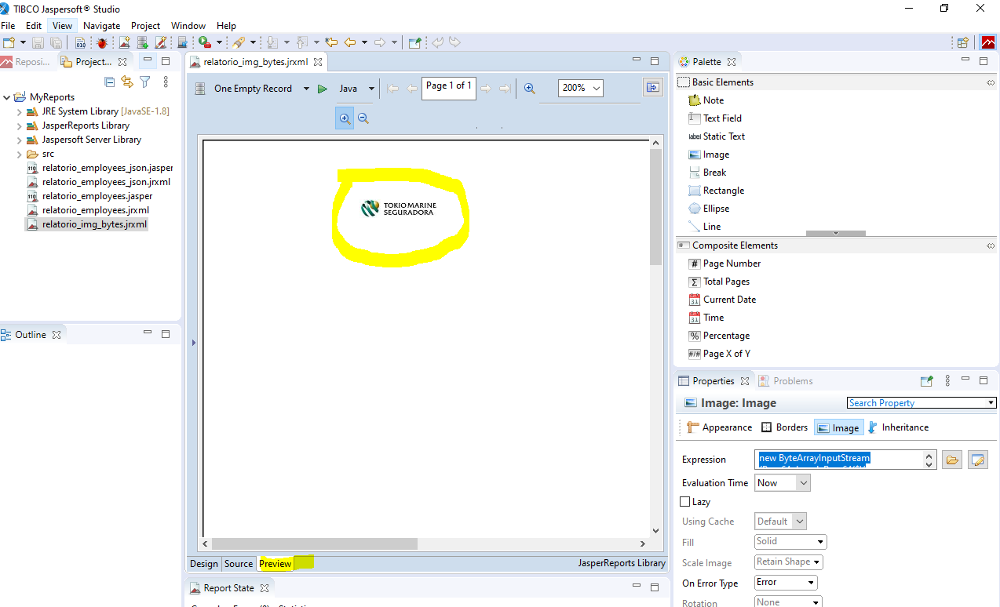 TIBCO Jaspersoft® Studio
File Edit View Navigate Project Window Help
Reposi... Project...
MyReports
JRE System Library [JavaSE-1.8]
JasperReports Library
Jaspersoft Server Library
src
relatorio_employees_json.jasper
relatorio_employees_json.jrxml
relatorio_employees.jasper
relatorio_employees.jrxml
relatorio_img_bytes.jrxml
Outline
relatorio_img_bytes.jrxml
One Empty Record Java Page 1 of 1 200%
TOKIO MARINE
SEGURADORA
Design Source Preview JasperReports Library
Report State
Palette
Basic Elements
Note
Text Field
label Static Text
Image
Break
Rectangle
Ellipse
Line
Composite Elements
# Page Number
Σ Total Pages
31 Current Date
31 Time
% Percentage
#/# Page X of Y
Properties Problems
Image: Image Search Property
Appearance Borders Image Inheritance
Expression new ByteArrayInputStream
Evaluation Time Now
Lazy
Using Cache Default
Fill Solid
Scale Image Retain Shape
On Error Type Error
Rotation None